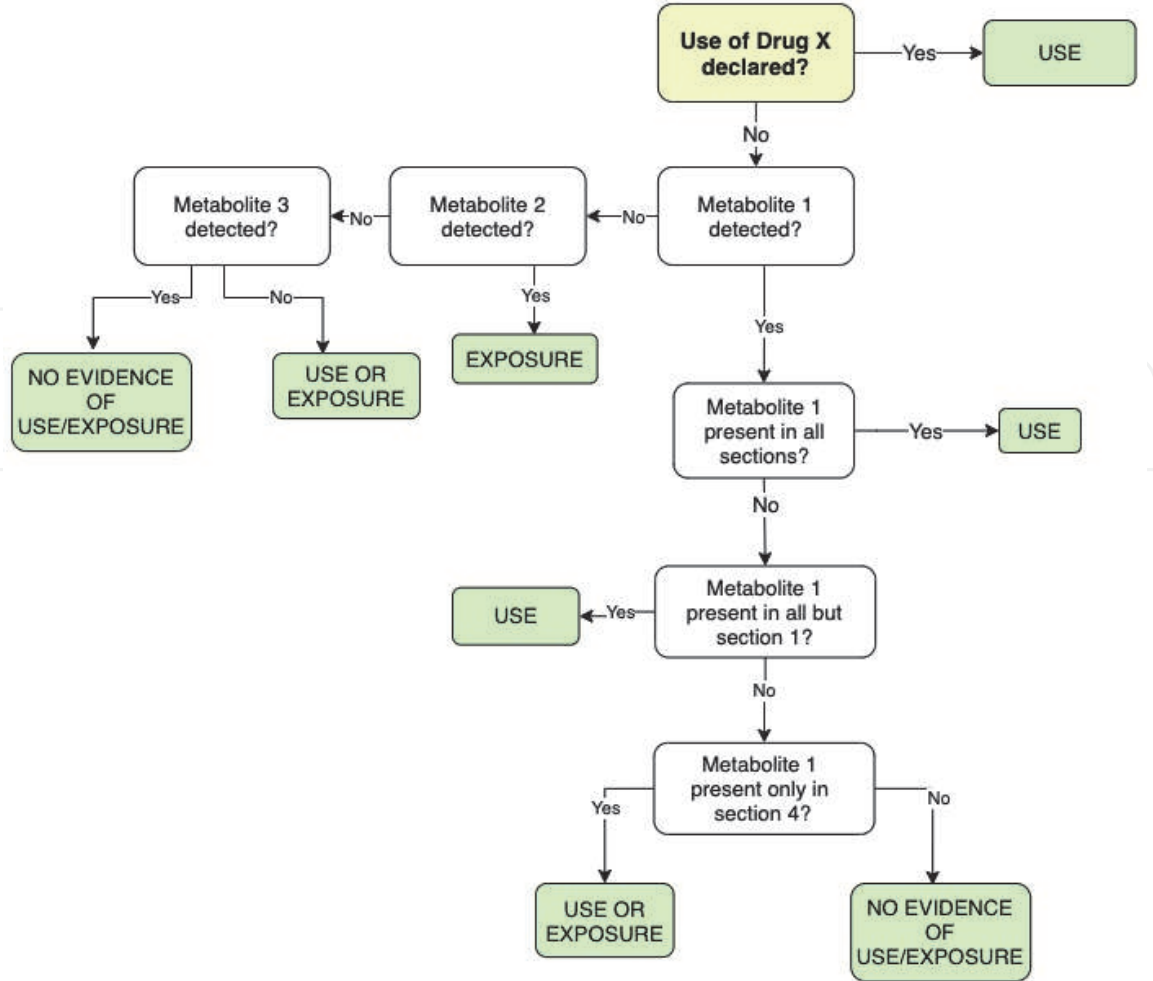 Use of Drug X
declared?
Yes
USE
No
Metabolite 3
detected?
No
Metabolite 2
detected?
No
Metabolite 1
detected?
Yes
No
Yes
Yes
NO EVIDENCE
OF
USE/EXPOSURE
USE OR
EXPOSURE
EXPOSURE
Metabolite 1
present in all
sections?
Yes
USE
No
Metabolite 1
present in all but
section 1?
Yes
USE
No
Metabolite 1
present only in
section 4?
Yes
No
USE OR
EXPOSURE
NO EVIDENCE
OF
USE/EXPOSURE